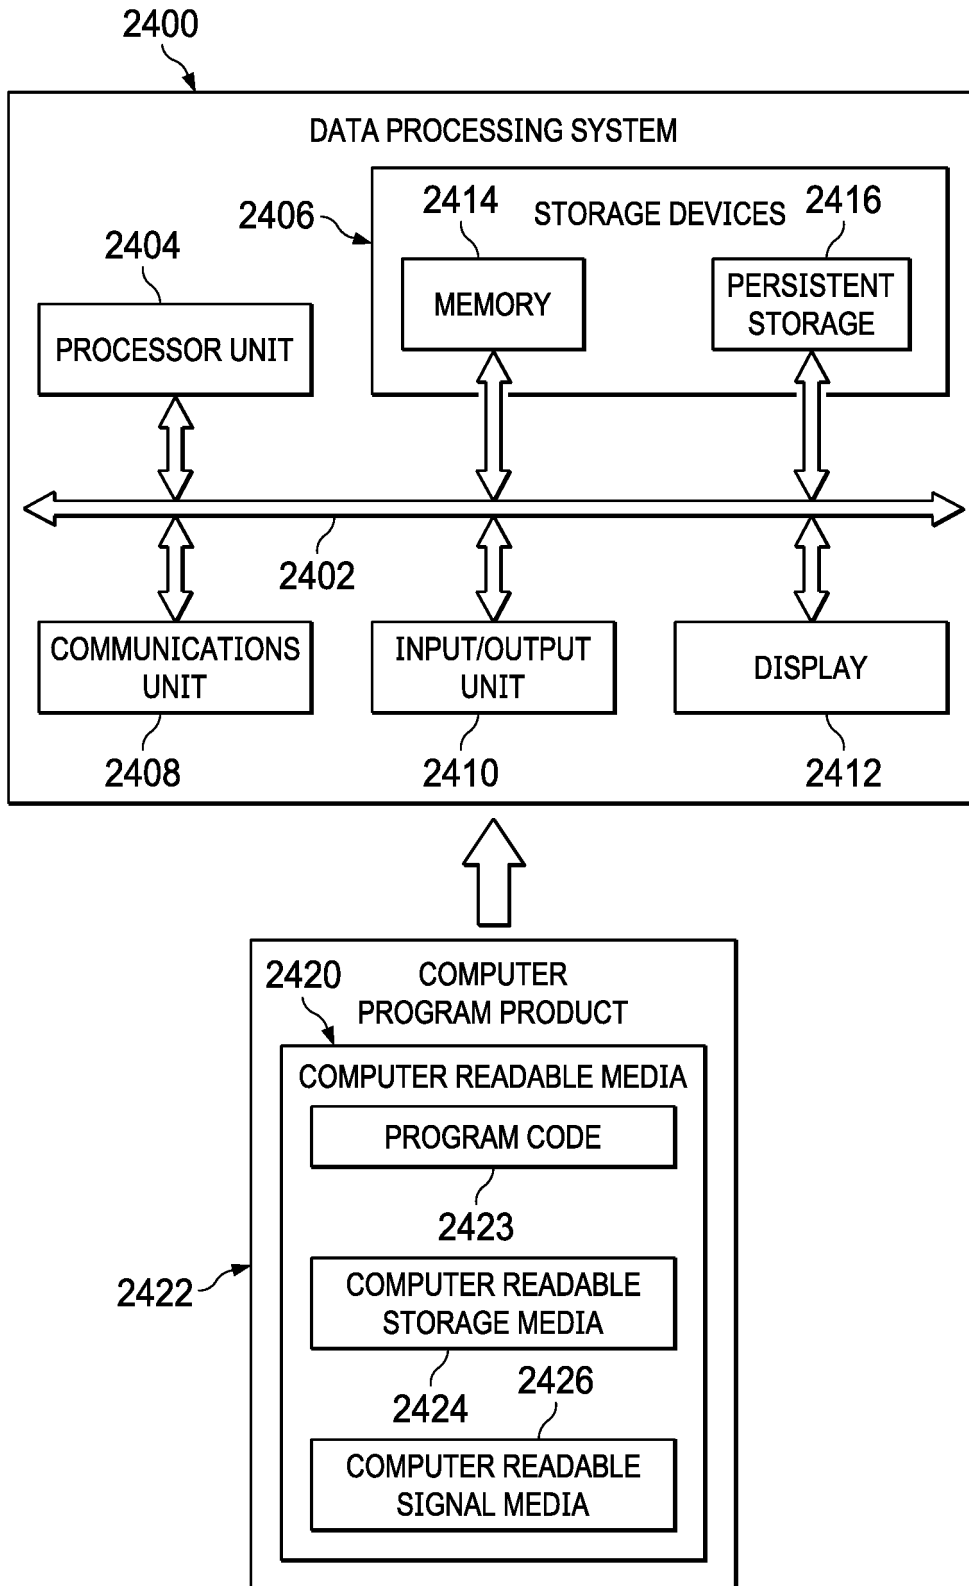 2400
DATA PROCESSING SYSTEM
2406
2414
STORAGE DEVICES
2416
2404
MEMORY
PERSISTENT
STORAGE
PROCESSOR UNIT
2402
COMMUNICATIONS
UNIT
INPUT/OUTPUT
UNIT
DISPLAY
2408
2410
2412
2420
COMPUTER
PROGRAM PRODUCT
COMPUTER READABLE MEDIA
PROGRAM CODE
2423
2422
COMPUTER READABLE
STORAGE MEDIA
2424
2426
COMPUTER READABLE
SIGNAL MEDIA